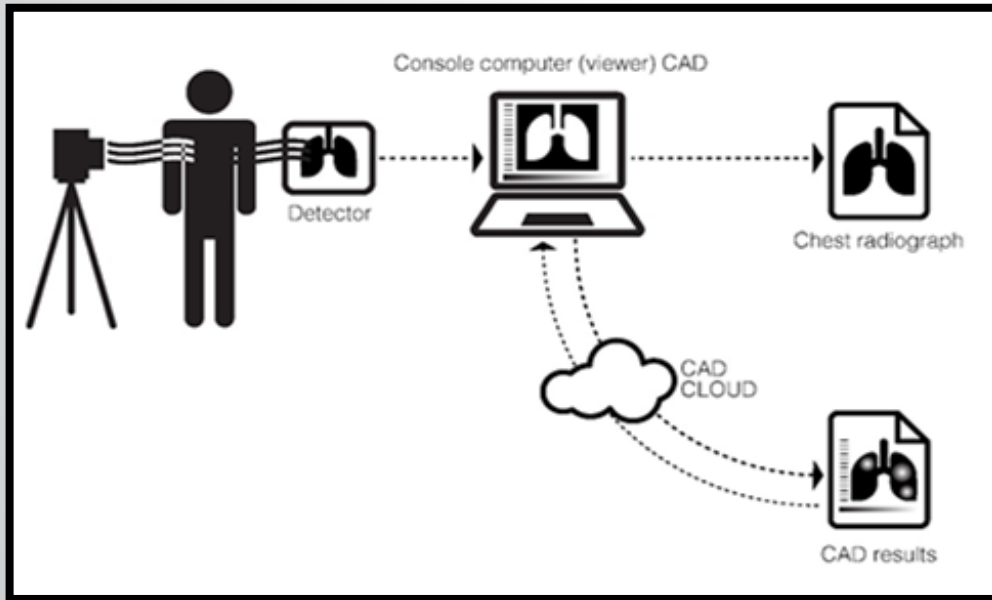 Console computer (viewer) CAD
Detector
Chest radiograph
CAD
CLOUD
CAD results